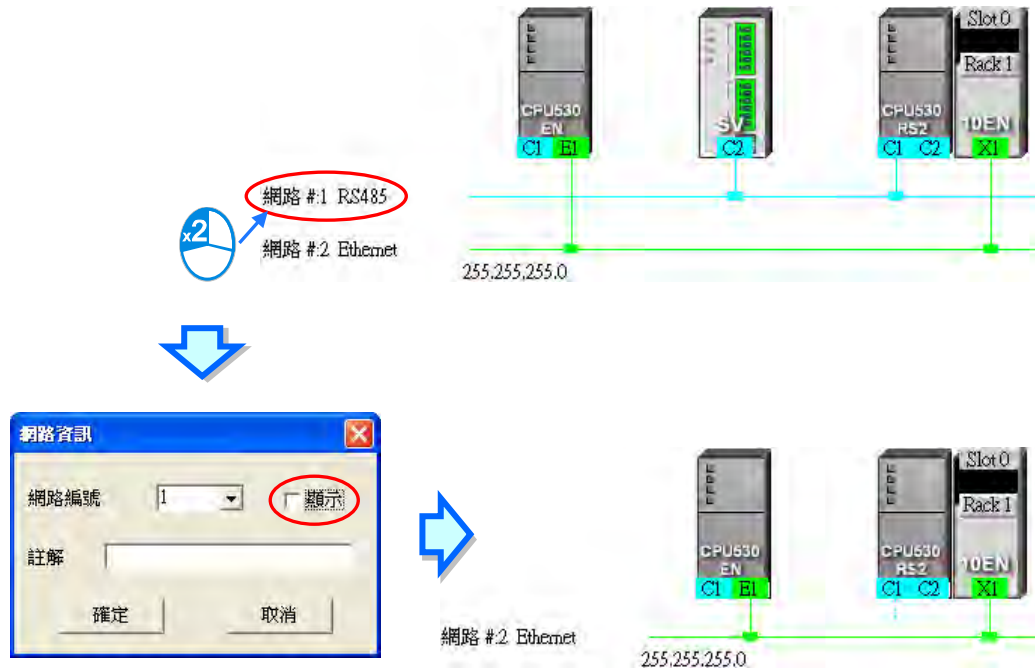 Slot 0
Rack 1
CPU530
EN
C1 E1
SV
C2
CPU530
RS2
C1 C2
10EN
X1
網路 #:1 RS485
x2
網路 #:2 Ethernet
255.255.255.0
網路資訊
網路編號 1 顯示
註解
確定 取消
Slot 0
Rack 1
CPU530
EN
C1 E1
CPU530
RS2
C1 C2
10EN
X1
網路 #:2 Ethernet
255.255.255.0